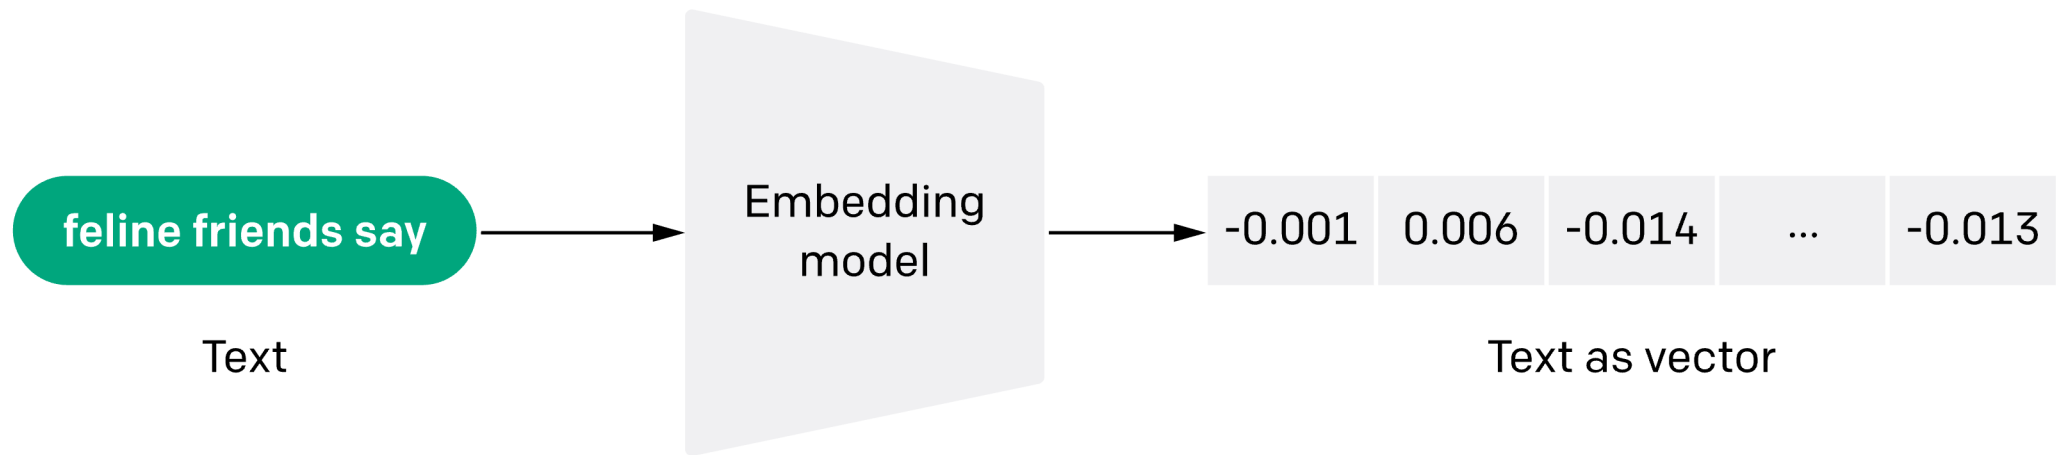 feline friends say
Embedding
model
-0.001 0.006 -0.014 ... -0.013
Text
Text as vector